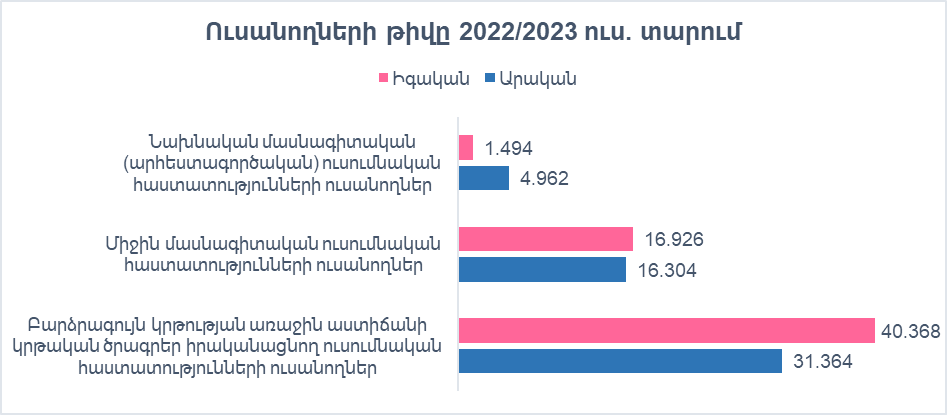 Ուսանողների թիվը 2022/2023 ուս. տարում
Իգական Արական
Նախնական մասնագիտական
(արհեստագործական) ուսումնական
հաստատությունների ուսանողներ
1.494
4.962
Միջին մասնագիտական ուսումնական
հաստատությունների ուսանողներ
16.926
16.304
Բարձրագույն կրթության առաջին աստիճանի
կրթական ծրագրեր իրականացնող ուսումնական
հաստատությունների ուսանողներ
40.368
31.364